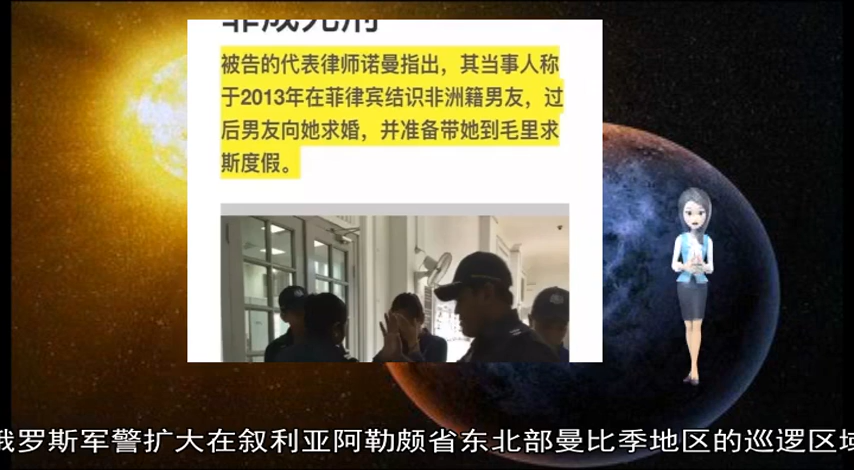 被告的代表律师诺曼指出，其当事人称
于2013年在菲律宾结识非洲籍男友，过
后男友向她求婚，并准备带她到毛里求
斯度假。
俄罗斯军警扩大在叙利亚阿勒颇省东北部曼比季地区的巡逻区域